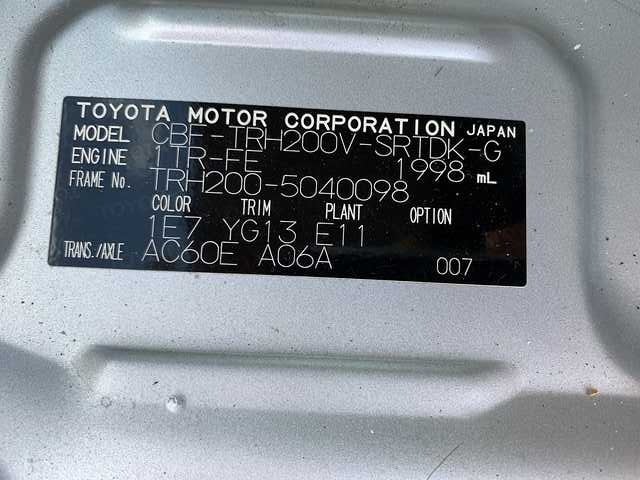 TOYOTA MOTOR CORPORATION JAPAN
MODEL CBF-TRH200V-SRTDK-G
ENGINE 1TR-FE 1998 mL
FRAME No. TRH200-5040098
COLOR TRIM PLANT OPTION
1E7 YG13 E11
TRANS./AXLE AC60E A06A 007